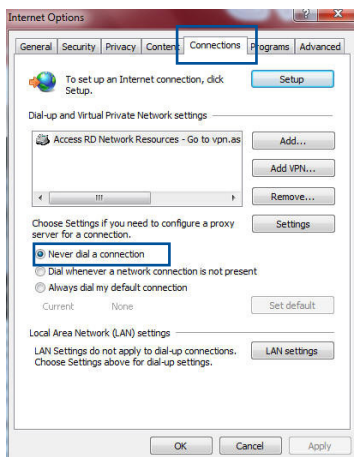 Internet Options
General Security Privacy Content Connections Programs Advanced
To set up an Internet connection, click
Setup.
Setup
Dial-up and Virtual Private Network settings
Access RD Network Resources - Go to vpn.as
Add...
Add VPN...
Remove...
Choose Settings if you need to configure a proxy
server for a connection.
Settings
Never dial a connection
Dial whenever a network connection is not present
Always dial my default connection
Current None
Set default
Local Area Network (LAN) settings
LAN Settings do not apply to dial-up connections.
Choose Settings above for dial-up settings.
LAN settings
OK Cancel Apply